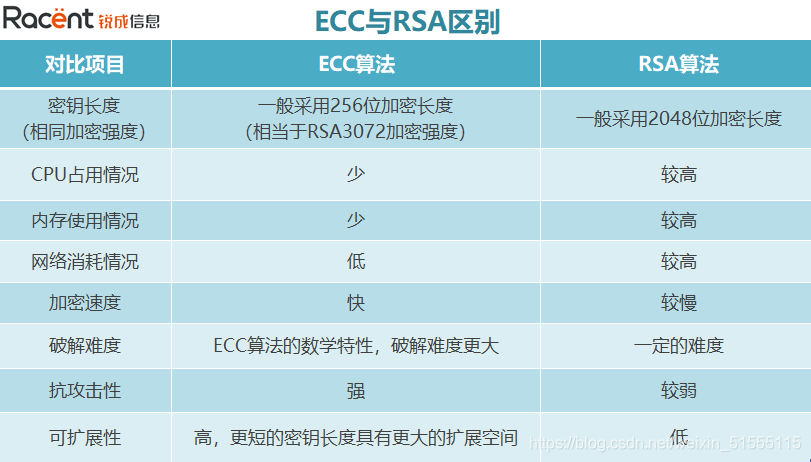 Racent 锐成信息
ECC与RSA区别
对比项目 ECC算法 RSA算法
密钥长度
（相同加密强度）
一般采用256位加密长度
（相当于RSA3072加密强度）
一般采用2048位加密长度
CPU占用情况 少 较高
内存使用情况 少 较高
网络消耗情况 低 较高
加密速度 快 较慢
破解难度 ECC算法的数学特性，破解难度更大 一定的难度
抗攻击性 强 较弱
可扩展性 高，更短的密钥长度具有更大的扩展空间 低
https://blog.csdn.net/weixin_51555115